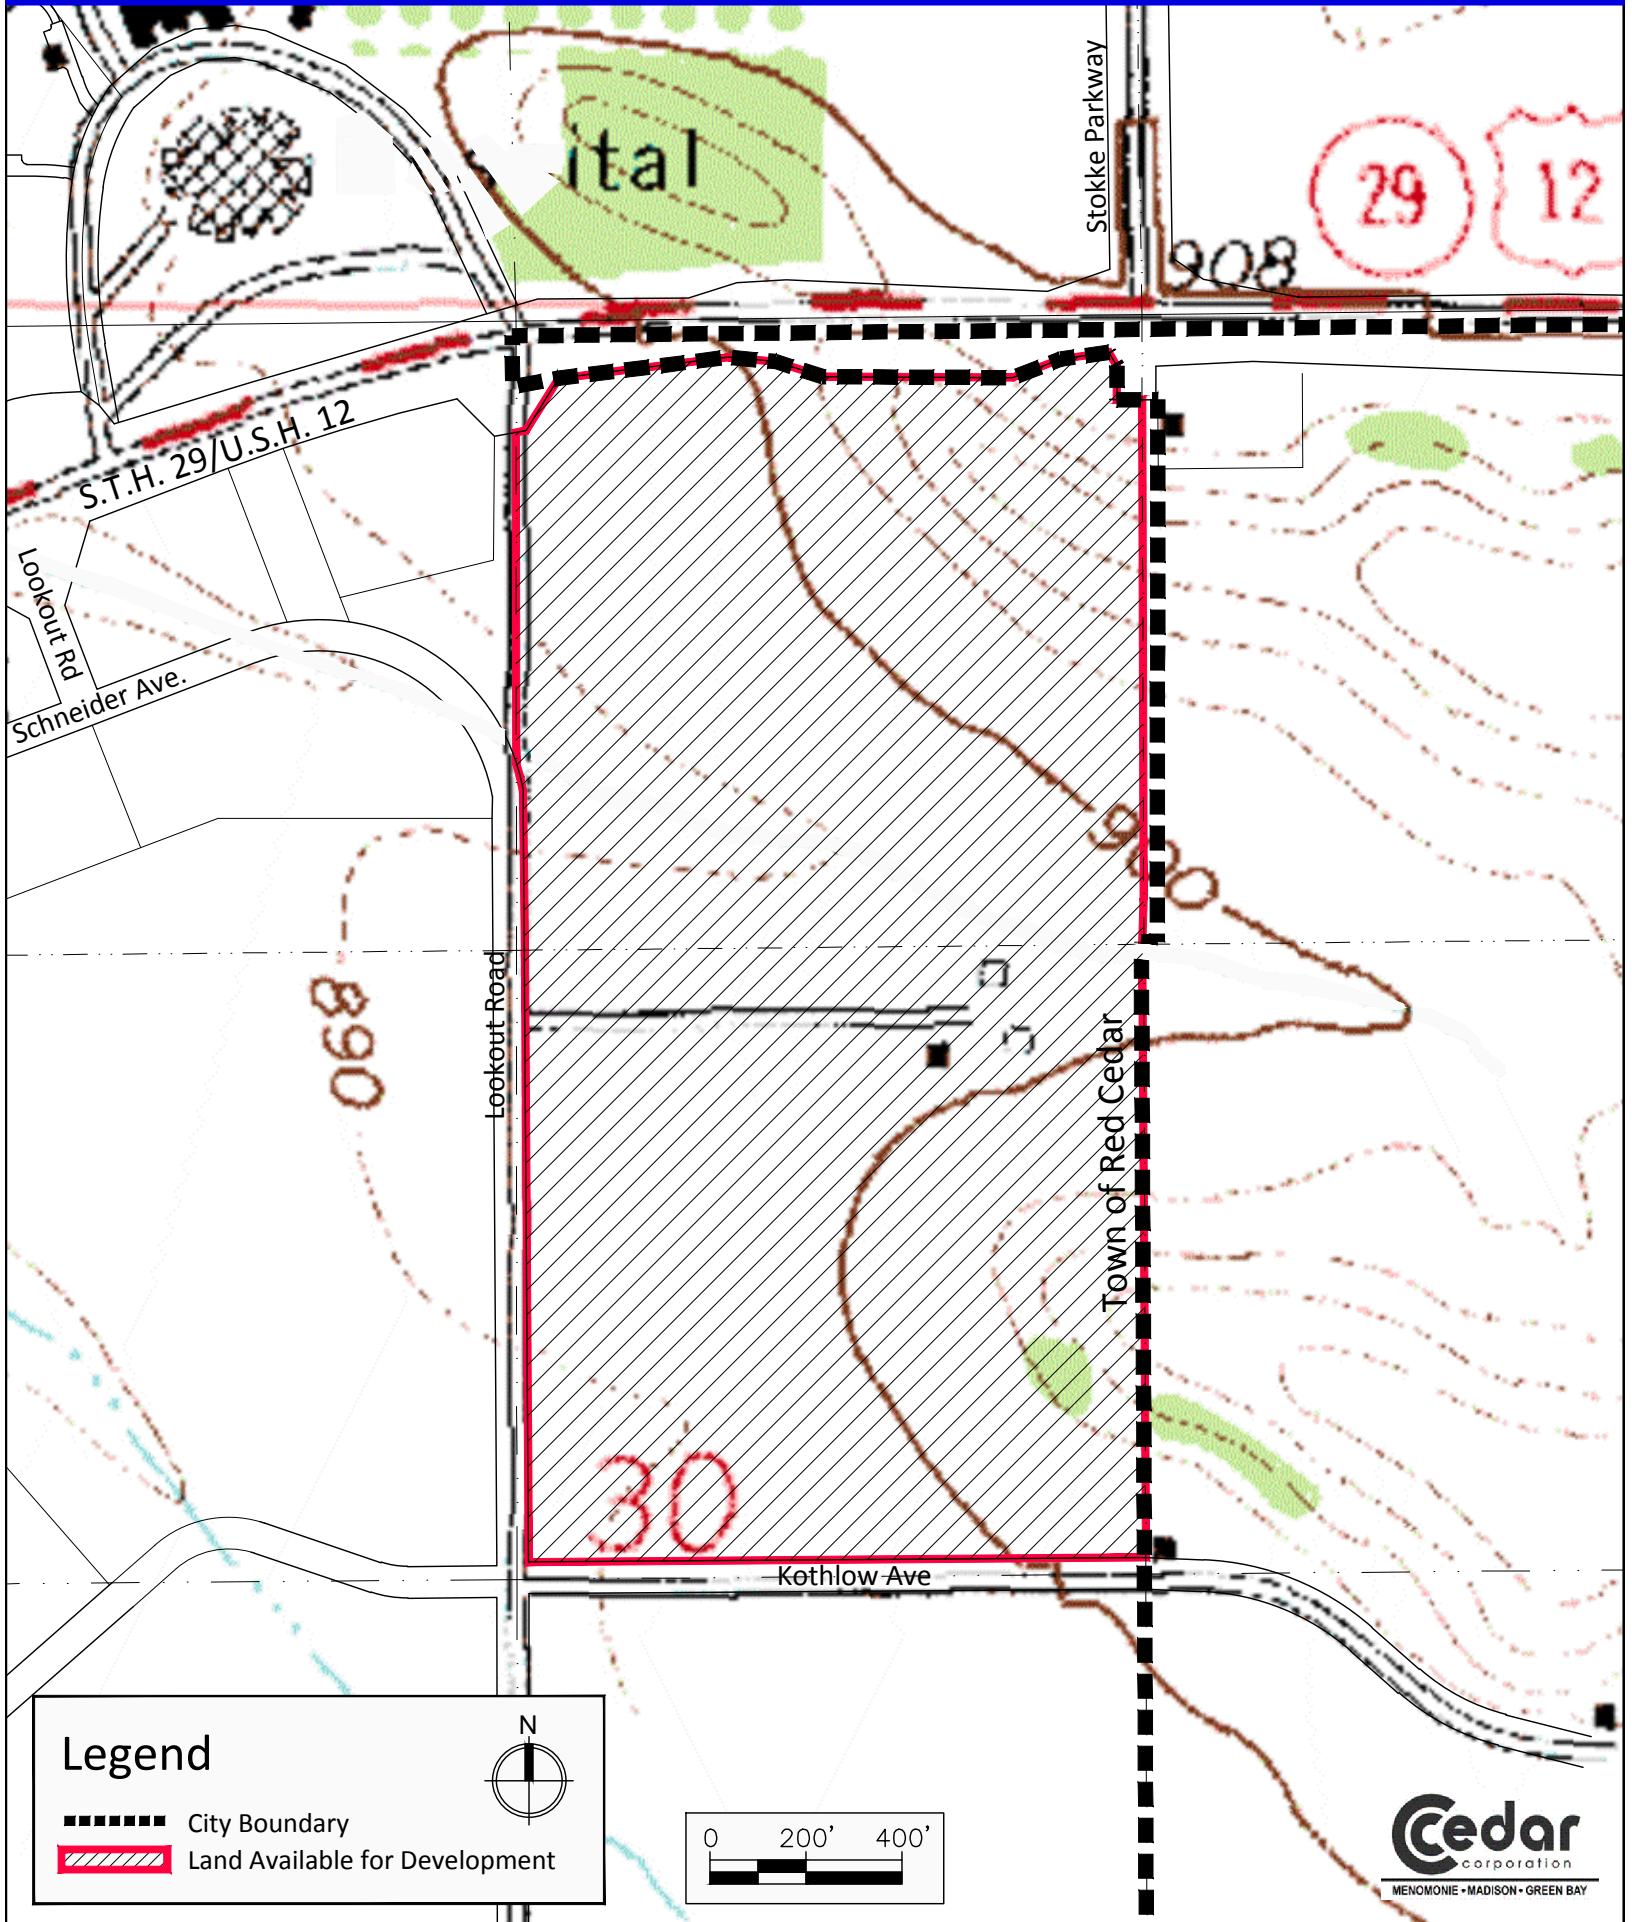 ital
Stokke Parkway
29
12
908
S.T.H. 29/U.S.H. 12
Lookout Rd
Schneider Ave.
900
890
Lookout Road
Town of Red Cedar
30
Kothlow Ave
Legend
N
City Boundary
Land Available for Development
0 200' 400'
Cedar
corporation
MENOMONIE • MADISON • GREEN BAY